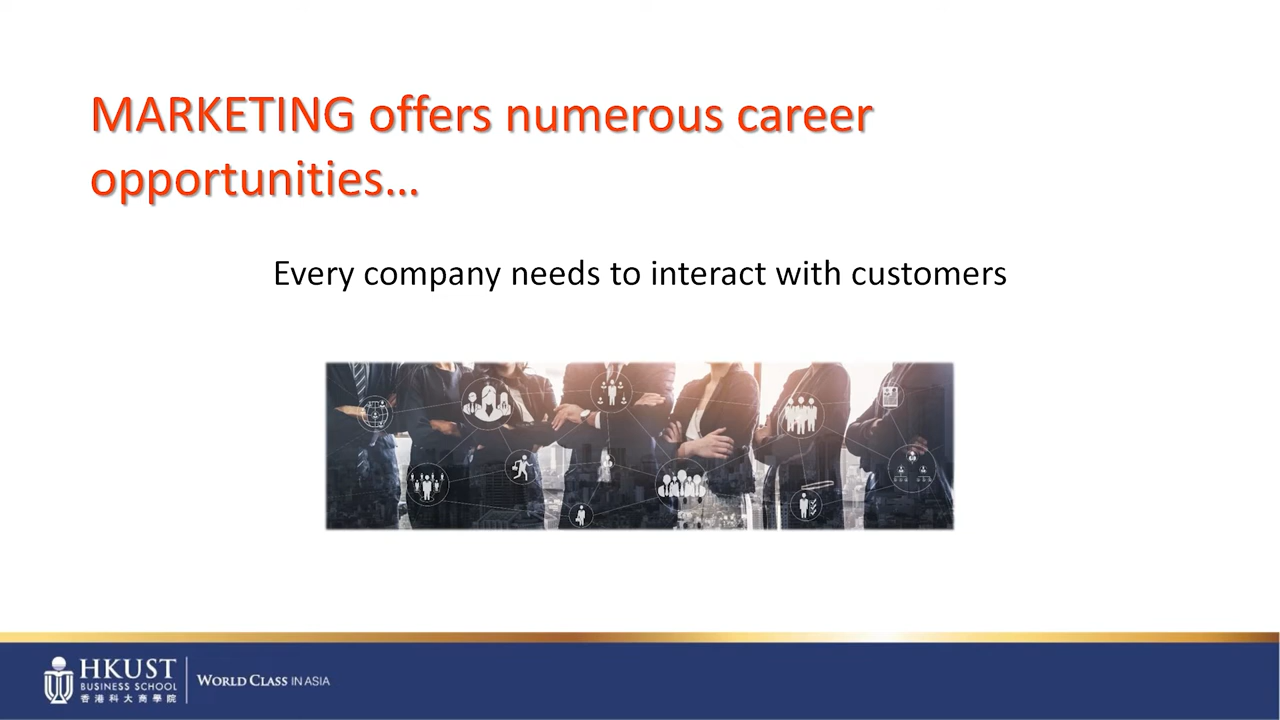 MARKETING offers numerous career
opportunities…
Every company needs to interact with customers
HKUST
BUSINESS SCHOOL
香港科大商學院
WORLD CLASS IN ASIA